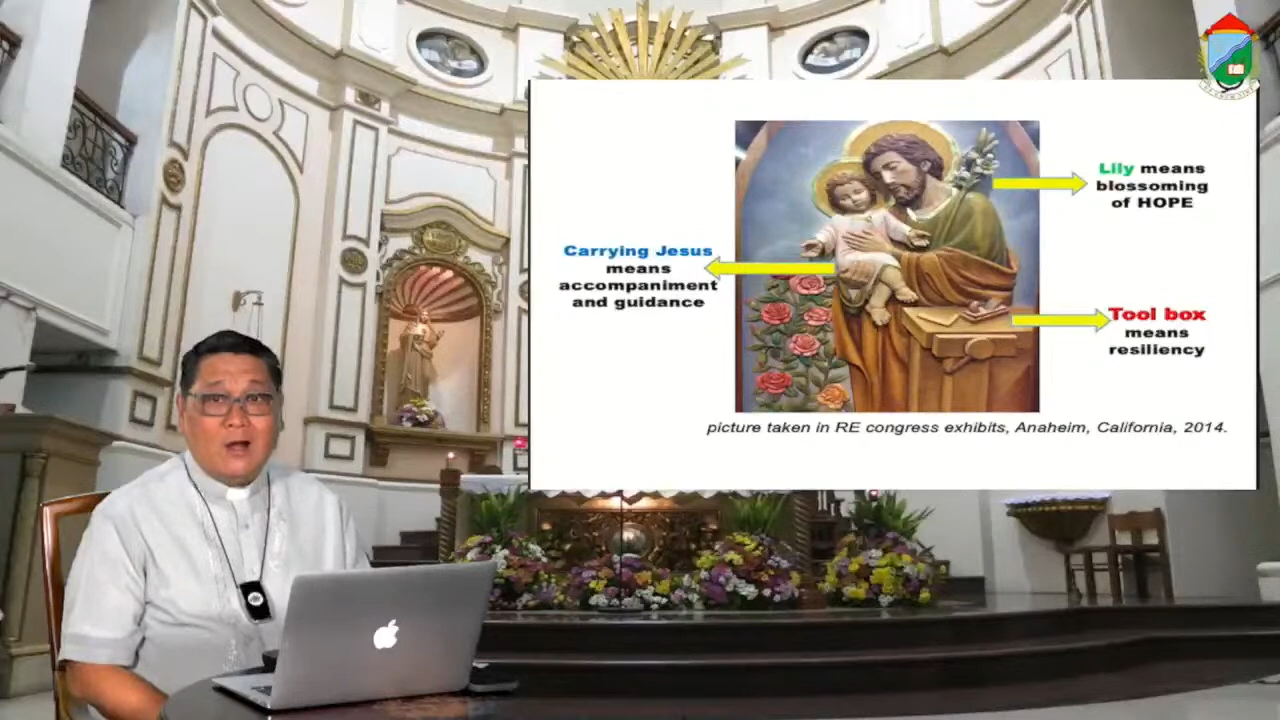 Lily means
blossoming
of HOPE
Carrying Jesus
means
accompaniment
and guidance
Tool box
means
resiliency
picture taken in RE congress exhibits, Anaheim, California, 2014.